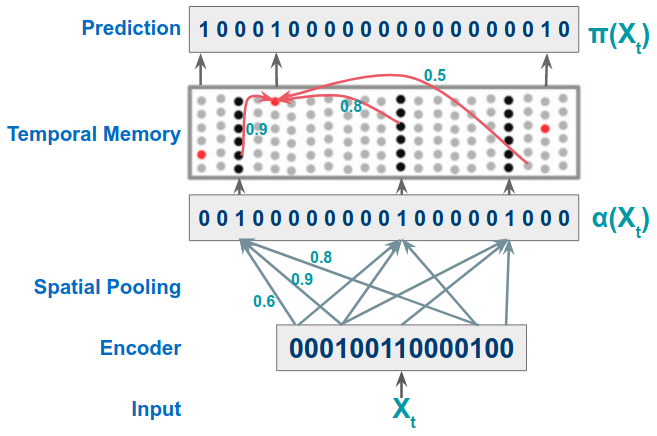 Prediction
1 0 0 0 1 0 0 0 0 0 0 0 0 0 0 0 0 0 0 1 0
π(Xt)
0.5
0.8
0.9
Temporal Memory
0 0 1 0 0 0 0 0 0 0 0 1 0 0 0 0 0 1 0 0 0
α(Xt)
0.8
0.9
0.6
Spatial Pooling
Encoder
000100110000100
Input
Xt